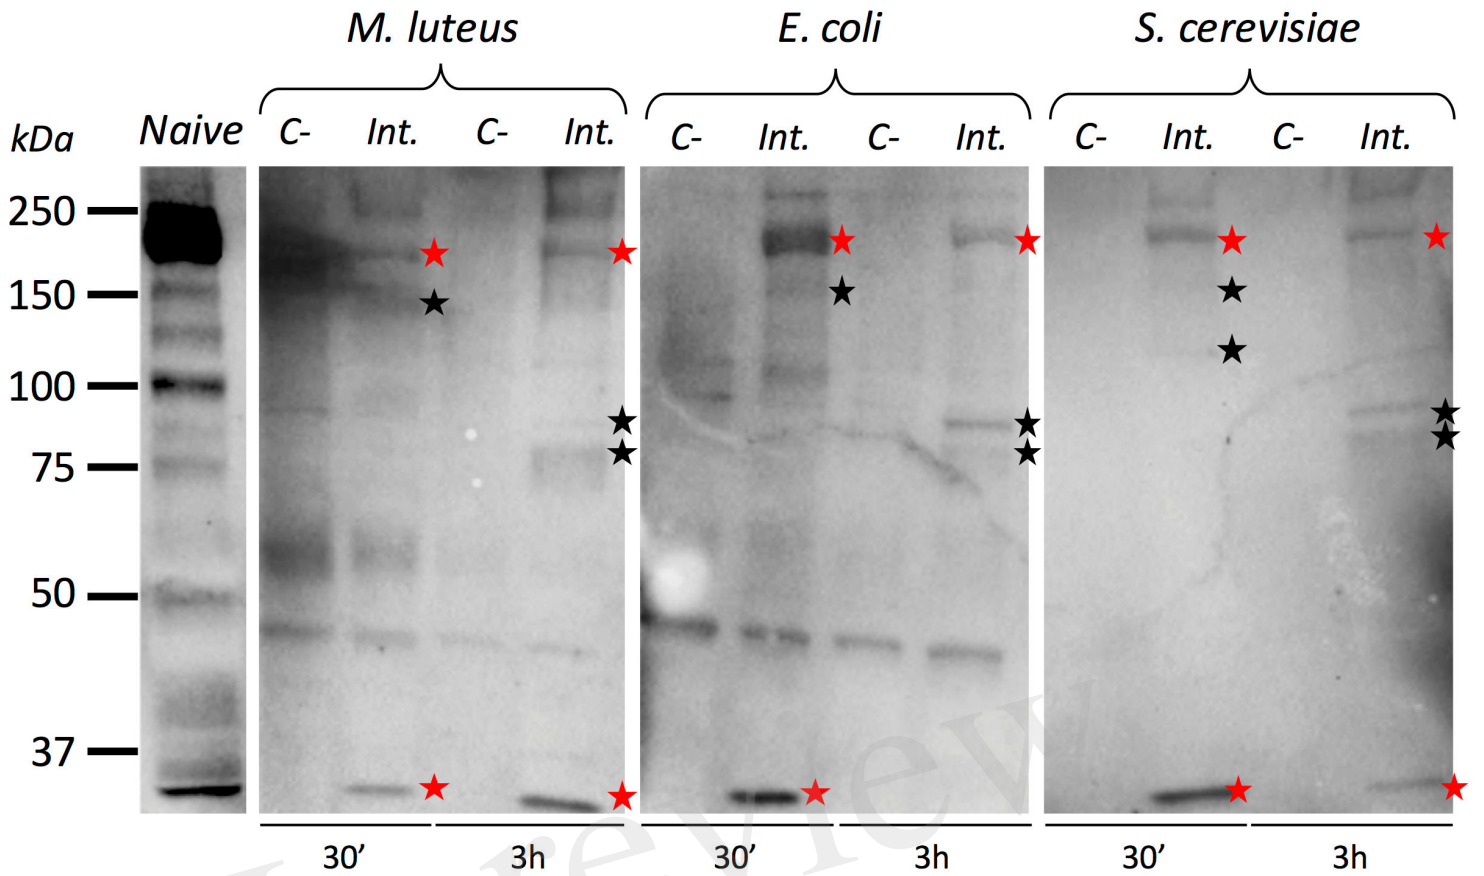 M. luteus E. coli S. cerevisiae
kDa Naive C- Int. C- Int. C- Int. C- Int. C- Int. C- Int.
250
150
100
75
50
37
30’ 3h 30’ 3h 30’ 3h
review